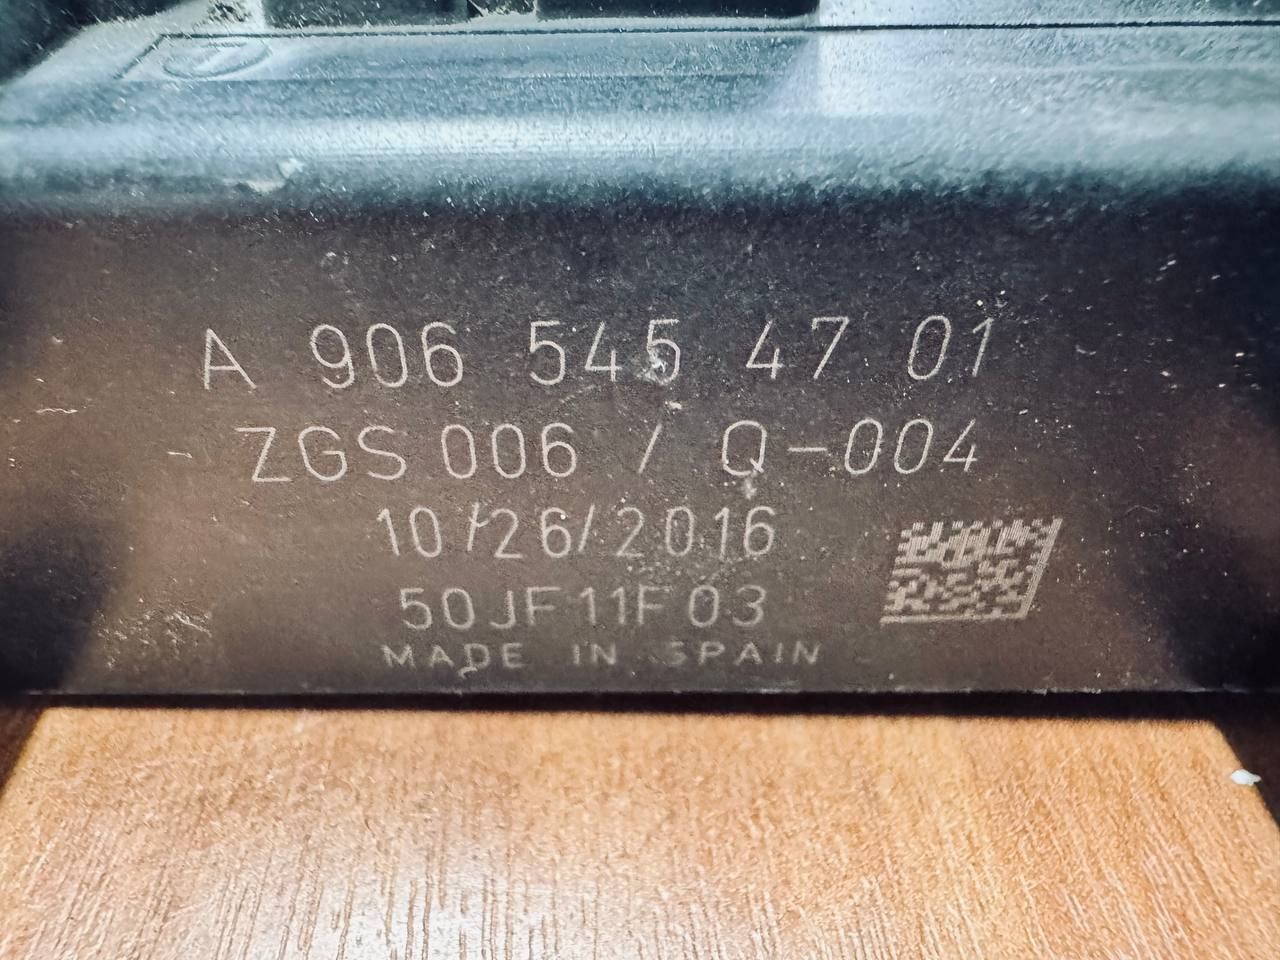 A 906 545 47 01
ZGS 006 / Q-004
10/26/2016
50JF11F03
MADE IN SPAIN